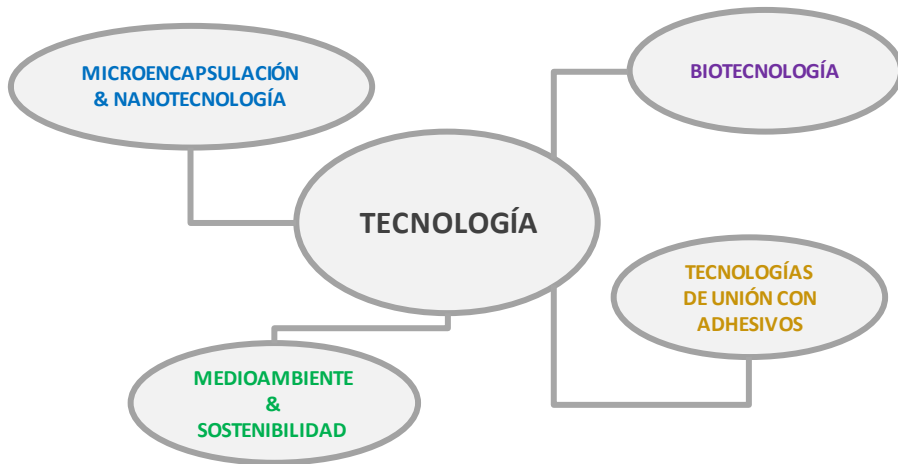 MICROENCAPSULACIÓN
& NANOTECNOLOGÍA
BIOTECNOLOGÍA
TECNOLOGÍA
TECNOLOGÍAS
DE UNIÓN CON
ADHESIVOS
MEDIOAMBIENTE
&
SOSTENIBILIDAD